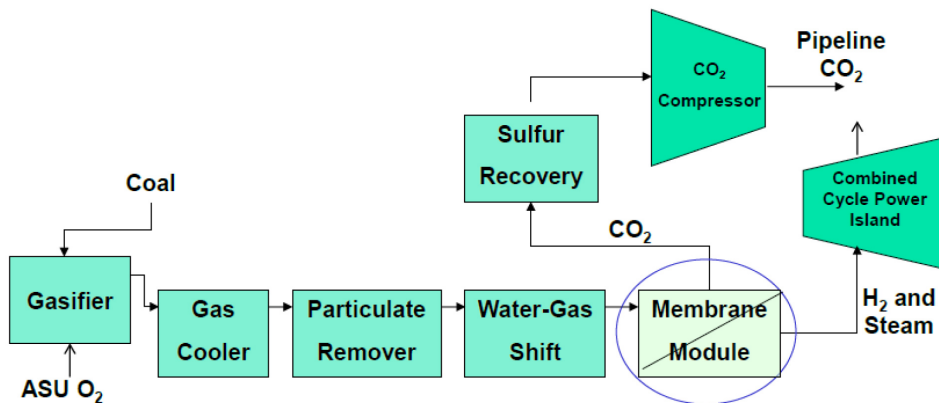 Pipeline
CO₂
CO₂
Compressor
Sulfur
Recovery
Combined
Cycle Power
Island
Coal
CO₂
Gasifier
Gas
Cooler
Particulate
Remover
Water-Gas
Shift
Membrane
Module
H₂ and
Steam
ASU O₂